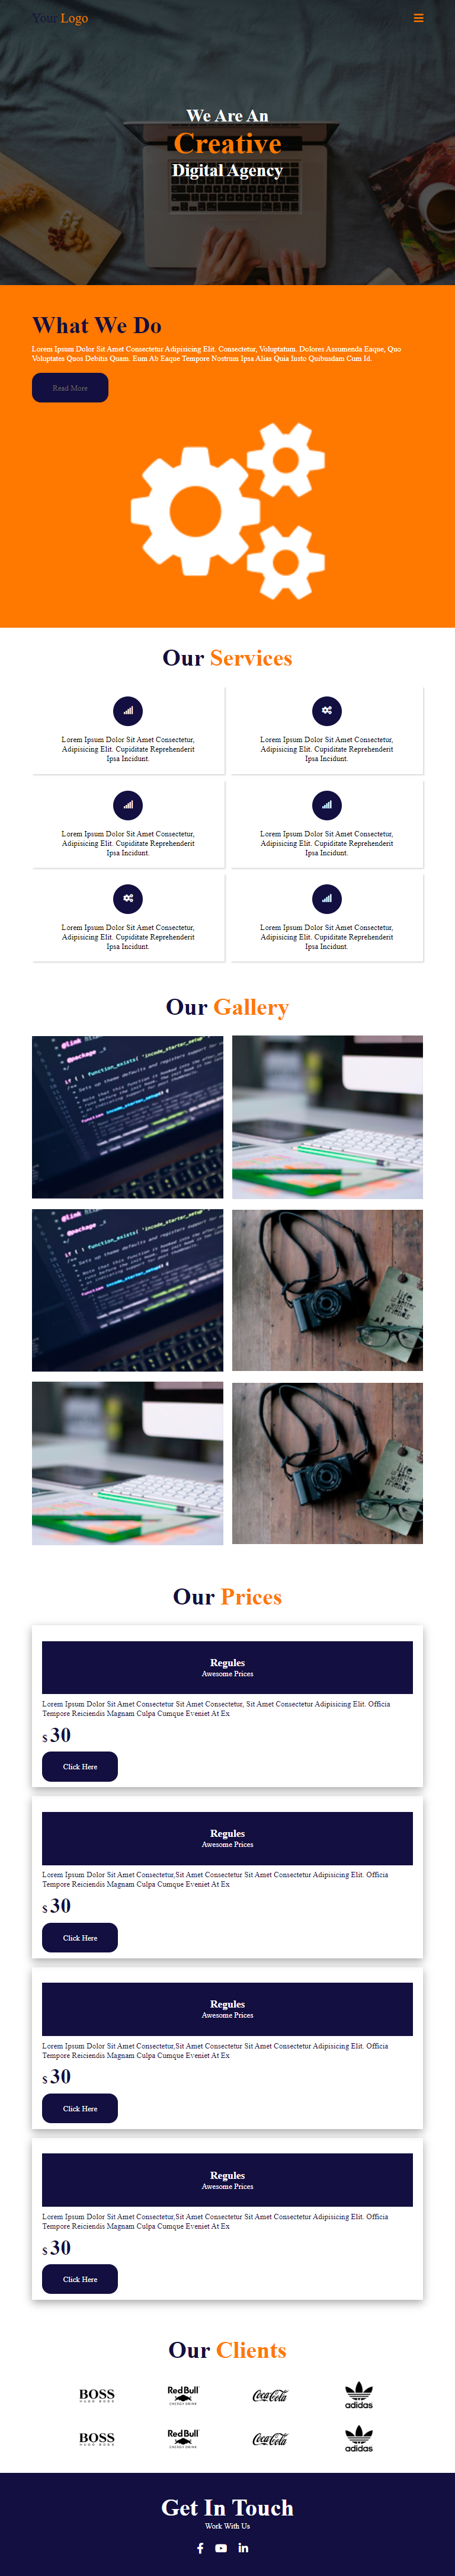 Your Logo
We Are An
Creative
Digital Agency
What We Do
Lorem Ipsum Dolor Sit Amet Consectetur Adipisicing Elit. Consectetur, Voluptatum. Dolores Assumenda Eaque, Quo
Voluptates Quos Debitis Quam. Eum Ab Eaque Tempore Nostrum Ipsa Alias Quia Iusto Quibusdam Cum Id.
Read More
Our Services
Lorem Ipsum Dolor Sit Amet Consectetur,
Adipisicing Elit. Cupiditate Reprehenderit
Ipsa Incidunt.
Lorem Ipsum Dolor Sit Amet Consectetur,
Adipisicing Elit. Cupiditate Reprehenderit
Ipsa Incidunt.
Lorem Ipsum Dolor Sit Amet Consectetur,
Adipisicing Elit. Cupiditate Reprehenderit
Ipsa Incidunt.
Lorem Ipsum Dolor Sit Amet Consectetur,
Adipisicing Elit. Cupiditate Reprehenderit
Ipsa Incidunt.
Lorem Ipsum Dolor Sit Amet Consectetur,
Adipisicing Elit. Cupiditate Reprehenderit
Ipsa Incidunt.
Lorem Ipsum Dolor Sit Amet Consectetur,
Adipisicing Elit. Cupiditate Reprehenderit
Ipsa Incidunt.
Our Gallery
Our Prices
Regules
Awesome Prices
Lorem Ipsum Dolor Sit Amet Consectetur Sit Amet Consectetur, Sit Amet Consectetur Adipisicing Elit. Officia
Tempore Reiciendis Magnam Culpa Cumque Eveniet At Ex
$ 30
Click Here
Regules
Awesome Prices
Lorem Ipsum Dolor Sit Amet Consectetur,Sit Amet Consectetur Sit Amet Consectetur Adipisicing Elit. Officia
Tempore Reiciendis Magnam Culpa Cumque Eveniet At Ex
$ 30
Click Here
Regules
Awesome Prices
Lorem Ipsum Dolor Sit Amet Consectetur,Sit Amet Consectetur Sit Amet Consectetur Adipisicing Elit. Officia
Tempore Reiciendis Magnam Culpa Cumque Eveniet At Ex
$ 30
Click Here
Regules
Awesome Prices
Lorem Ipsum Dolor Sit Amet Consectetur,Sit Amet Consectetur Sit Amet Consectetur Adipisicing Elit. Officia
Tempore Reiciendis Magnam Culpa Cumque Eveniet At Ex
$ 30
Click Here
Our Clients
BOSS
HUGO BOSS
Red Bull
ENERGY DRINK
Coca-Cola
adidas
BOSS
HUGO BOSS
Red Bull
ENERGY DRINK
Coca-Cola
adidas
Get In Touch
Work With Us